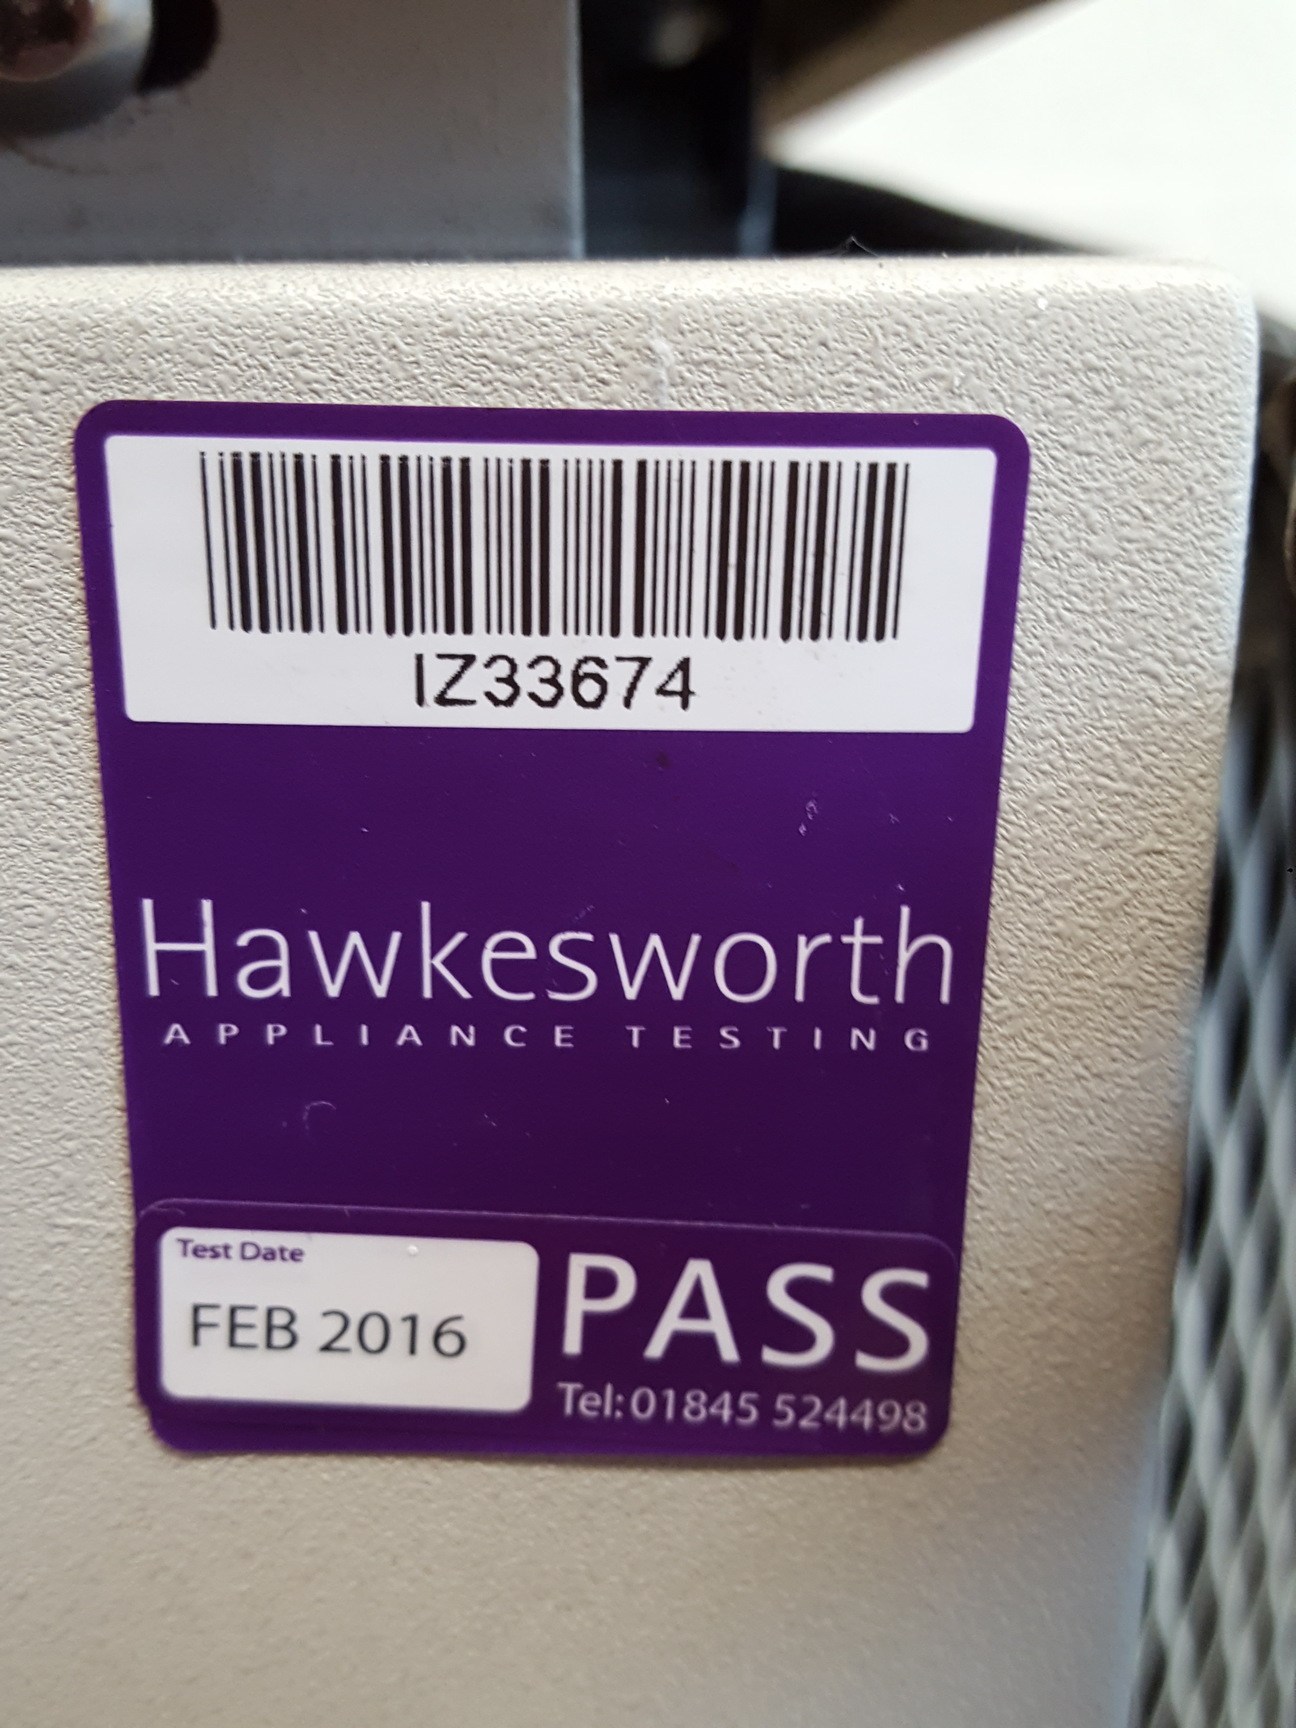 IZ33674
Hawkesworth
APPLIANCE TESTING
Test Date
FEB 2016
PASS
Tel: 01845 524498